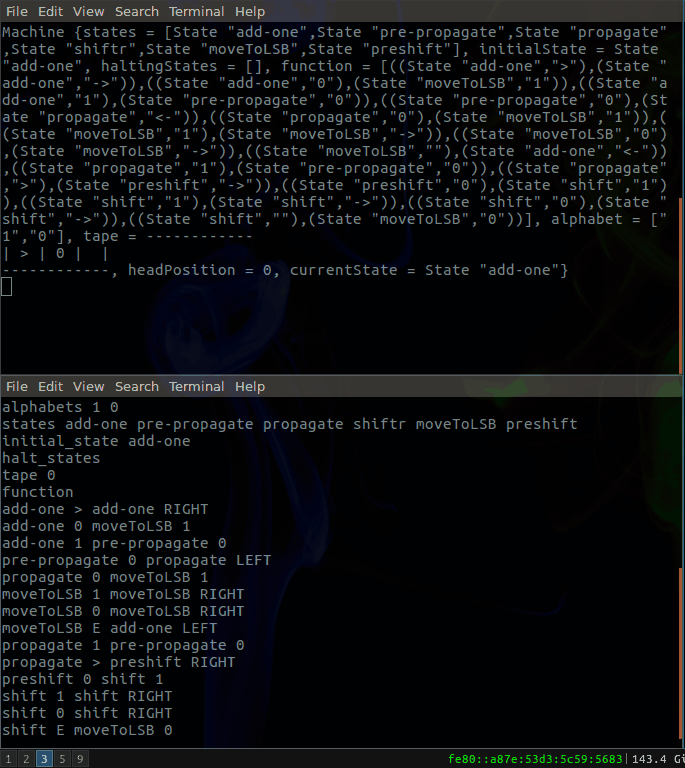 File Edit View Search Terminal Help
Machine {states = [State "add-one",State "pre-propagate",State "propagate"
,State "shiftr",State "moveToLSB",State "preshift"], initialState = State
"add-one", haltingStates = [], function = [((State "add-one",">"),(State "
add-one","->")),((State "add-one","0"),(State "moveToLSB","1")),((State "a
dd-one","1"),(State "pre-propagate","0")),((State "pre-propagate","0"),(St
ate "propagate","<-")),((State "propagate","0"),(State "moveToLSB","1")),(
(State "moveToLSB","1"),(State "moveToLSB","->")),((State "moveToLSB","0")
,(State "moveToLSB","->")),((State "moveToLSB",""),(State "add-one","<-"))
,((State "propagate","1"),(State "pre-propagate","0")),((State "propagate"
,">"),(State "preshift","->")),((State "preshift","0"),(State "shift","1")
),((State "shift","1"),(State "shift","->")),((State "shift","0"),(State "
shift","->")),((State "shift",""),(State "moveToLSB","0"))], alphabet = ["
1","0"], tape = ------------
| > | 0 |  |
------------, headPosition = 0, currentState = State "add-one"}
File Edit View Search Terminal Help
alphabets 1 0
states add-one pre-propagate propagate shiftr moveToLSB preshift
initial_state add-one
halt_states
tape 0
function
add-one > add-one RIGHT
add-one 0 moveToLSB 1
add-one 1 pre-propagate 0
pre-propagate 0 propagate LEFT
propagate 0 moveToLSB 1
moveToLSB 1 moveToLSB RIGHT
moveToLSB 0 moveToLSB RIGHT
moveToLSB E add-one LEFT
propagate 1 pre-propagate 0
propagate > preshift RIGHT
preshift 0 shift 1
shift 1 shift RIGHT
shift 0 shift RIGHT
shift E moveToLSB 0
1 2 3 5 9 fe80::a87e:53d3:5c59:5683| 143.4 G